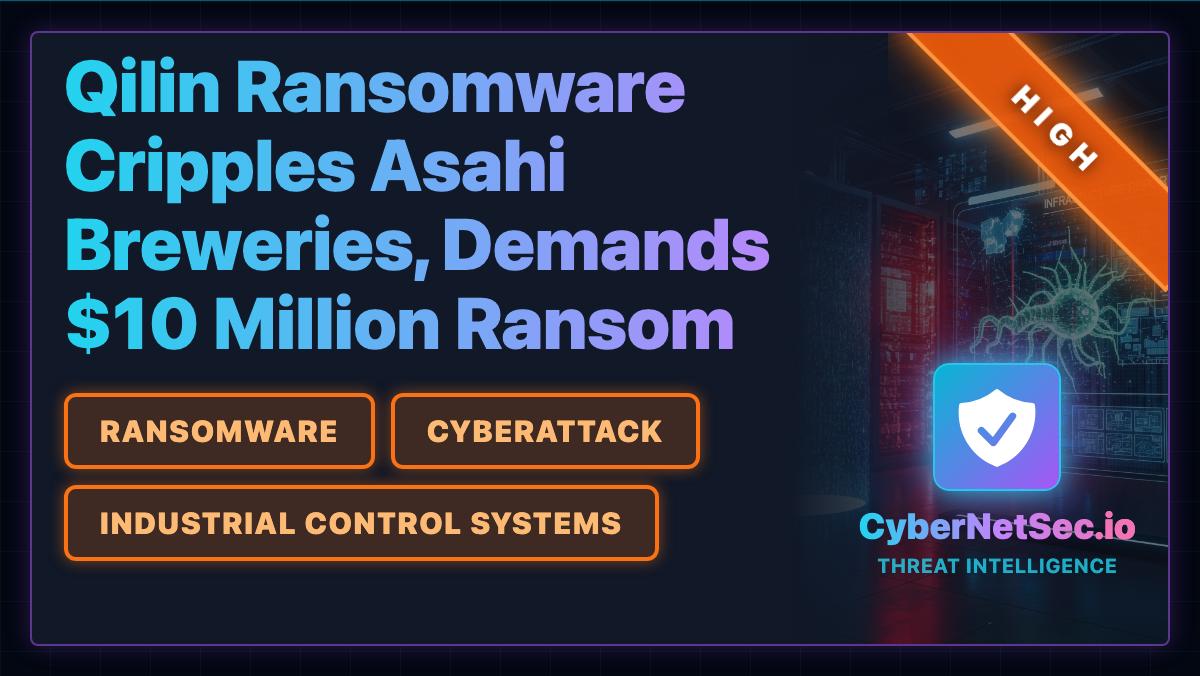 Qilin Ransomware
Cripples Asahi
Breweries, Demands
$10 Million Ransom
HIGH
RANSOMWARE
CYBERATTACK
INDUSTRIAL CONTROL SYSTEMS
CyberNetSec.io
THREAT INTELLIGENCE